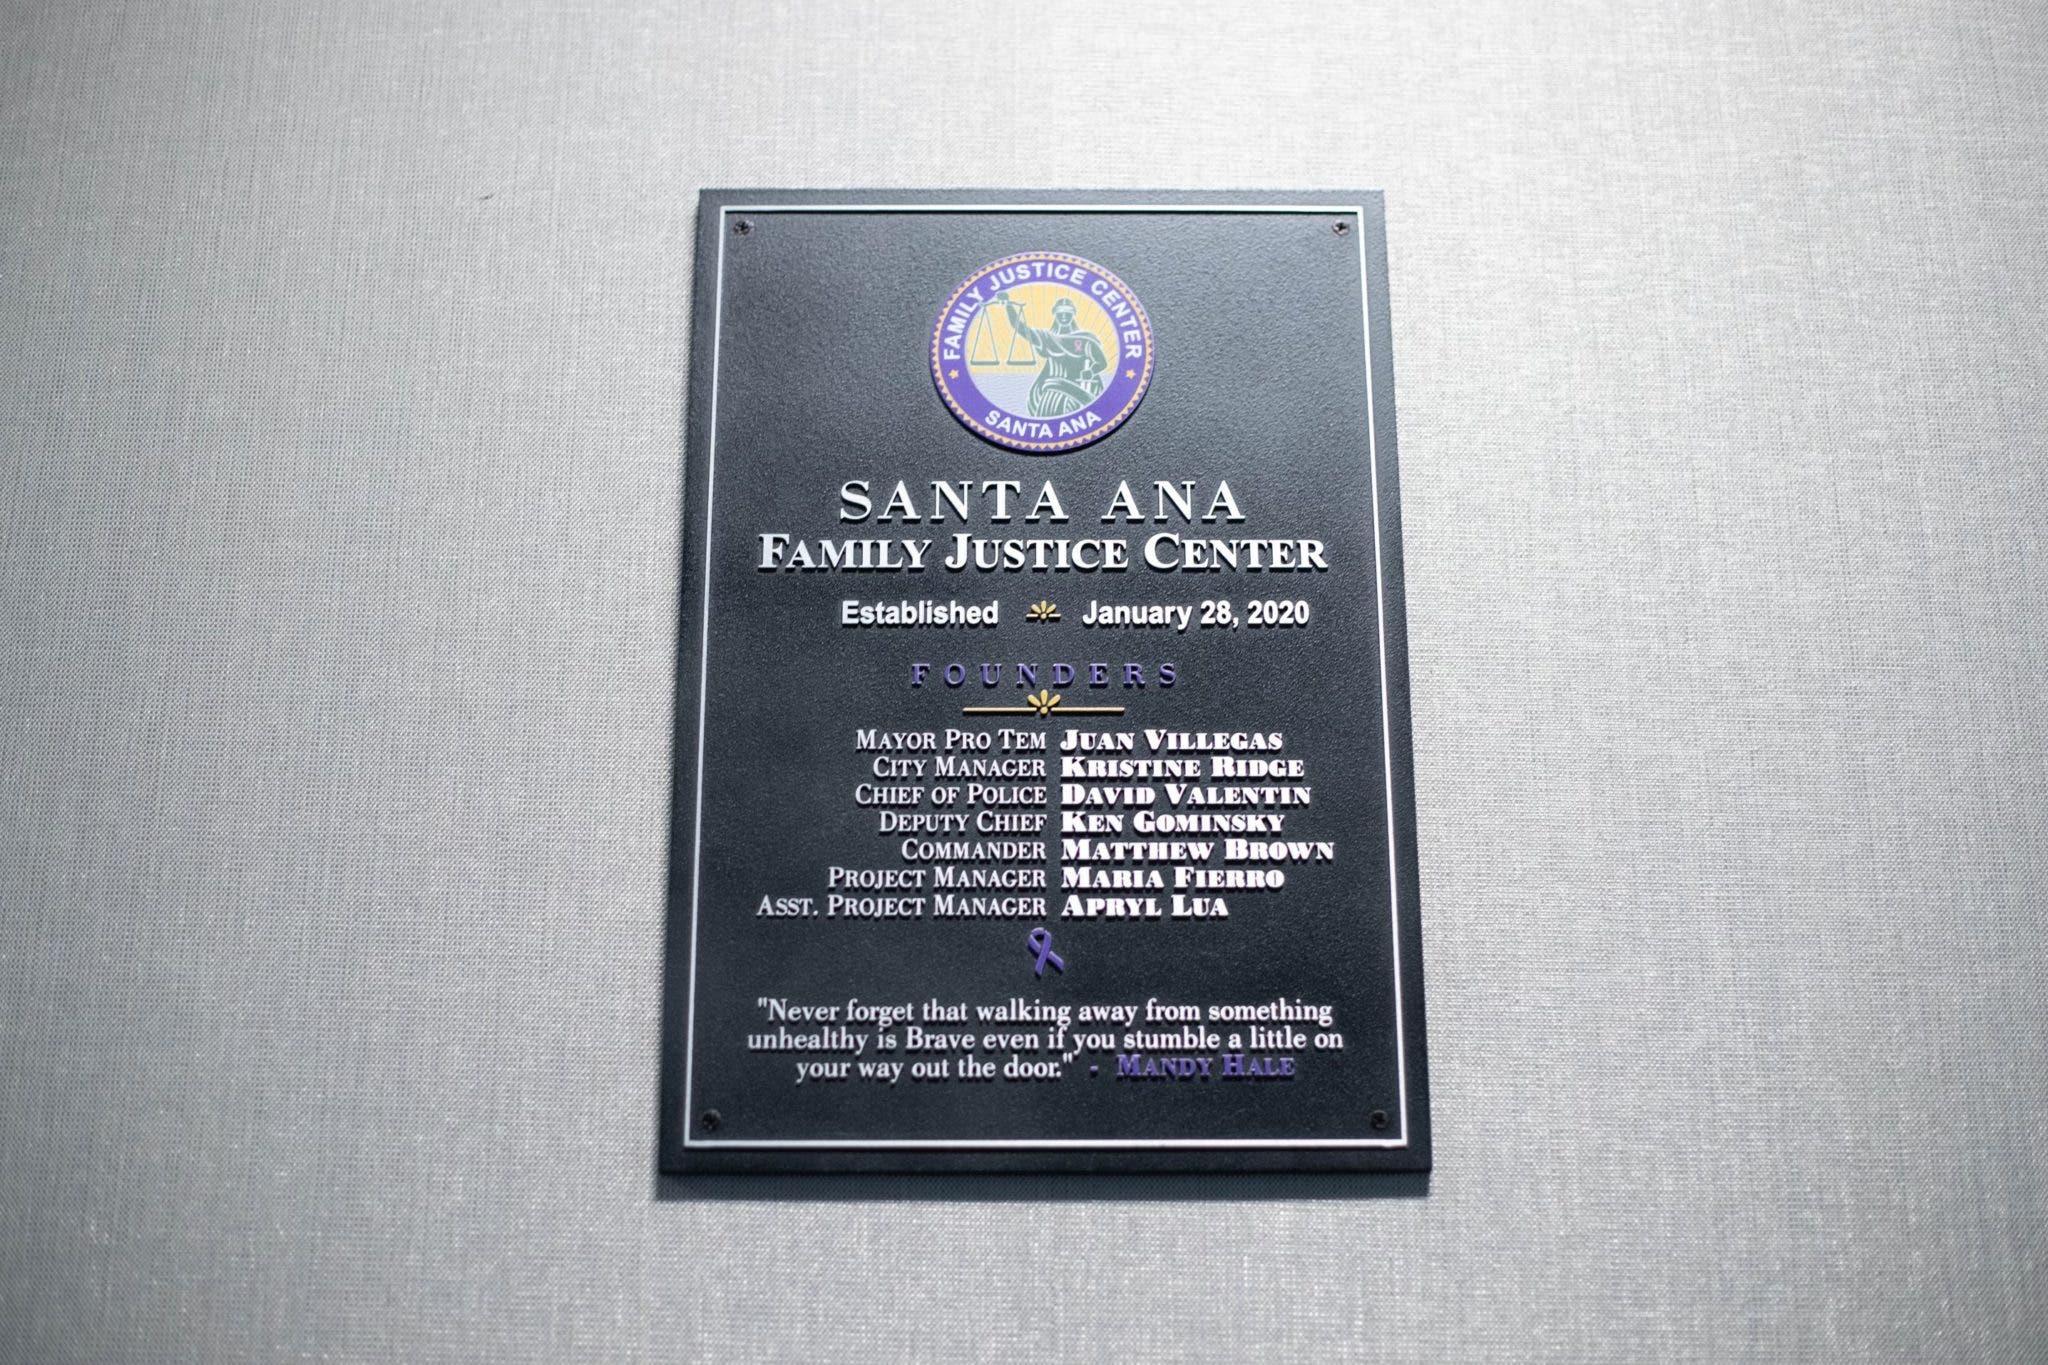 FAMILY JUSTICE CENTER
SANTA ANA
SANTA ANA
FAMILY JUSTICE CENTER
Established January 28, 2020
FOUNDERS
MAYOR PRO TEM JUAN VILLEGAS
CITY MANAGER KRISTINE RIDGE
CHIEF OF POLICE DAVID VALENTIN
DEPUTY CHIEF KEN GOMINSKY
COMMANDER MATTHEW BROWN
PROJECT MANAGER MARIA FIERRO
ASST. PROJECT MANAGER APRYL LUA
"Never forget that walking away from something
unhealthy is Brave even if you stumble a little on
your way out the door." - MANDY HALE